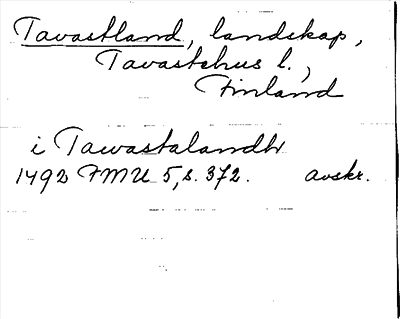 Tavastland, landskap,
Tavastehus l.,
Finland
i Tawastalandh
1492 FMU 5, s. 372. avskr.